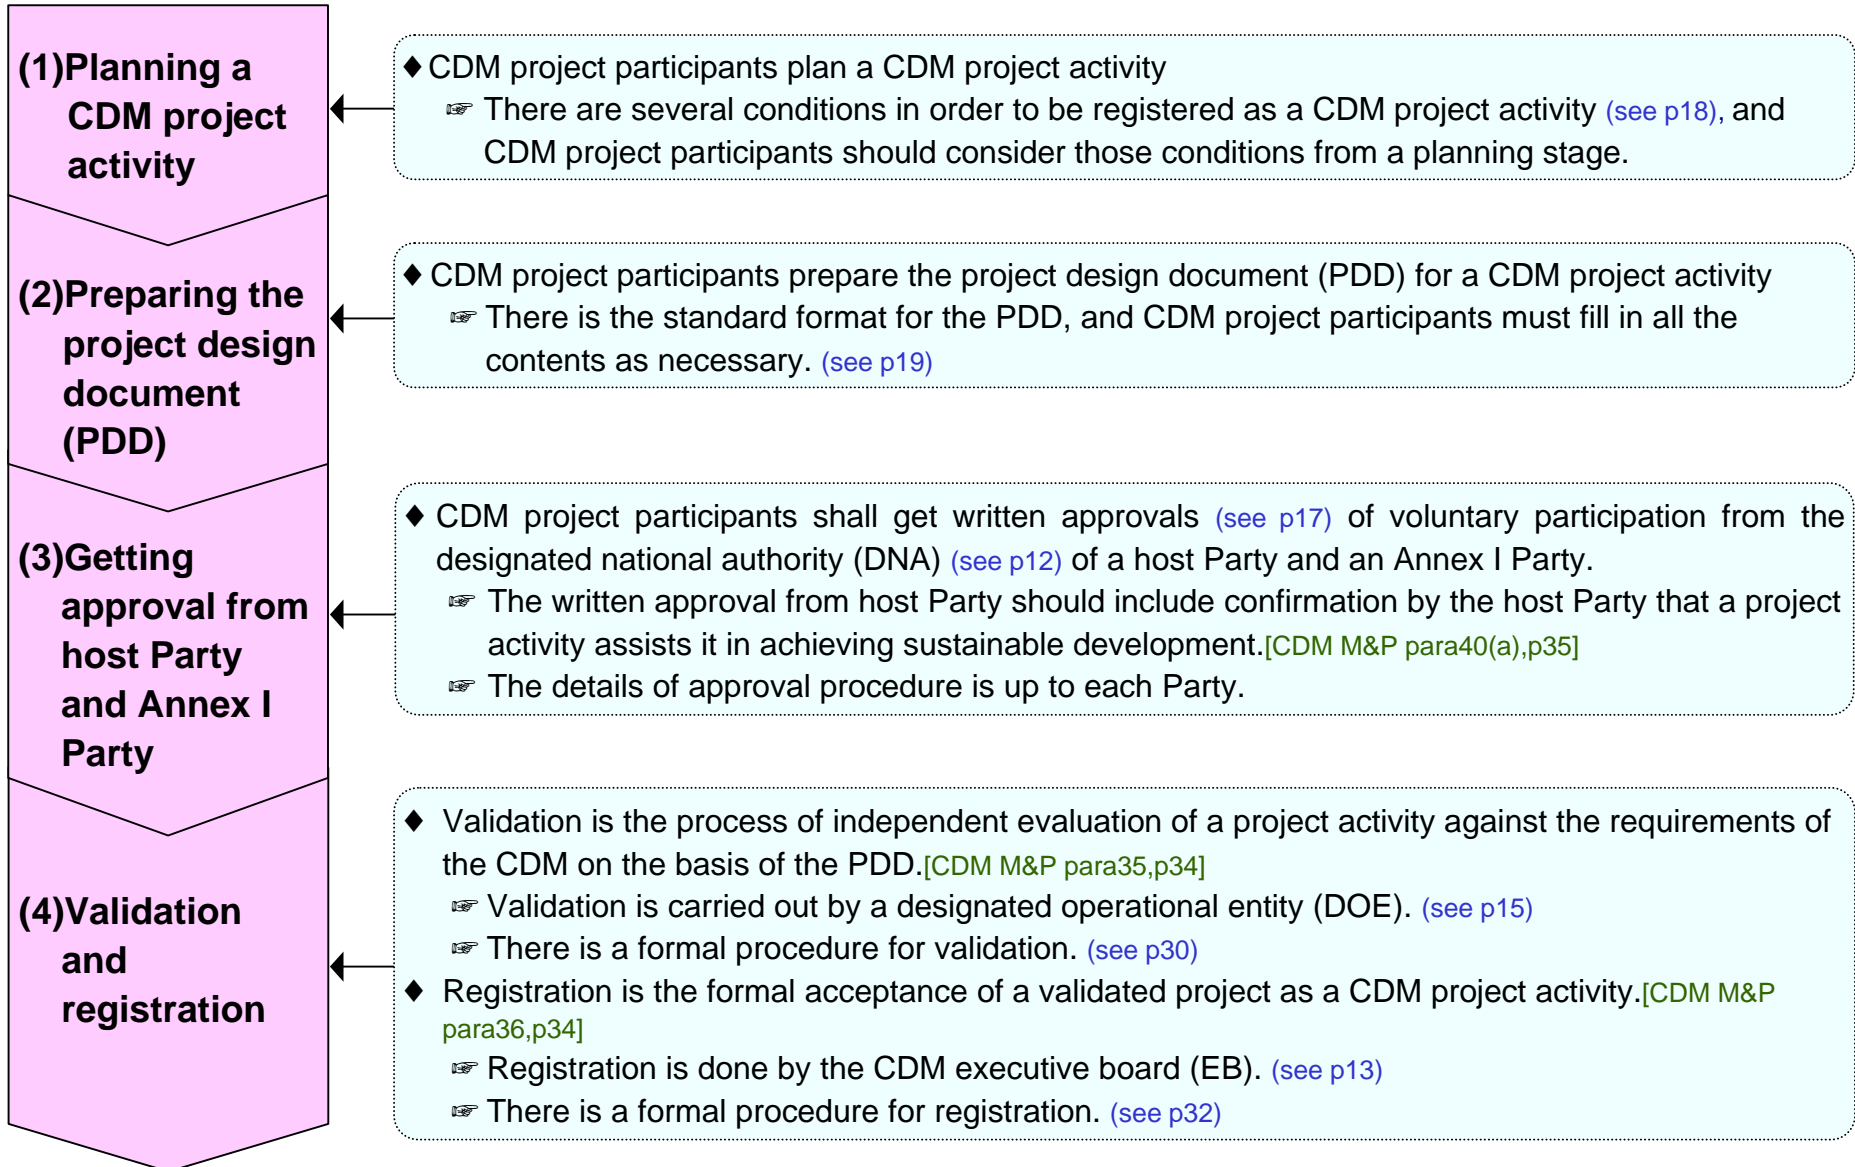 (1)Planning a
CDM project
activity
♦ CDM project participants plan a CDM project activity
☞ There are several conditions in order to be registered as a CDM project activity (see p18), and
CDM project participants should consider those conditions from a planning stage.
(2)Preparing the
project design
document
(PDD)
♦ CDM project participants prepare the project design document (PDD) for a CDM project activity
☞ There is the standard format for the PDD, and CDM project participants must fill in all the
contents as necessary. (see p19)
(3)Getting
approval from
host Party
and Annex I
Party
♦ CDM project participants shall get written approvals (see p17) of voluntary participation from the
designated national authority (DNA) (see p12) of a host Party and an Annex I Party.
☞ The written approval from host Party should include confirmation by the host Party that a project
activity assists it in achieving sustainable development.[CDM M&P para40(a),p35]
☞ The details of approval procedure is up to each Party.
(4)Validation
and
registration
♦ Validation is the process of independent evaluation of a project activity against the requirements of
the CDM on the basis of the PDD.[CDM M&P para35,p34]
☞ Validation is carried out by a designated operational entity (DOE). (see p15)
☞ There is a formal procedure for validation. (see p30)
♦ Registration is the formal acceptance of a validated project as a CDM project activity.[CDM M&P
para36,p34]
☞ Registration is done by the CDM executive board (EB). (see p13)
☞ There is a formal procedure for registration. (see p32)